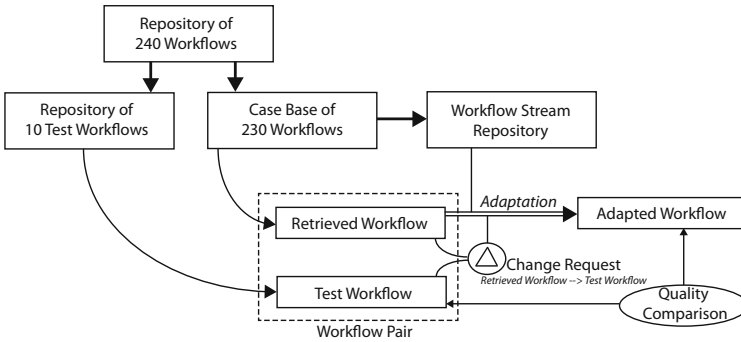 Repository of
240 Workflows
Repository of
10 Test Workflows
Case Base of
230 Workflows
Workflow Stream
Repository
Adaptation
Retrieved Workflow
Adapted Workflow
Change Request
Retrieved Workflow --> Test Workflow
Test Workflow
Quality
Comparison
Workflow Pair